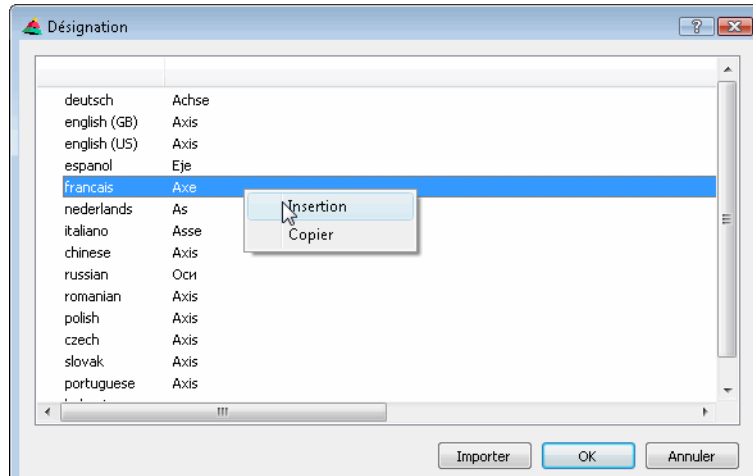 Désignation
deutsch Achse
english (GB) Axis
english (US) Axis
espanol Eje
francais Axe
Insertion
nederlands As
Copier
italiano Asse
chinese Axis
russian Оси
romanian Axis
polish Axis
czech Axis
slovak Axis
portuguese Axis
Importer OK Annuler